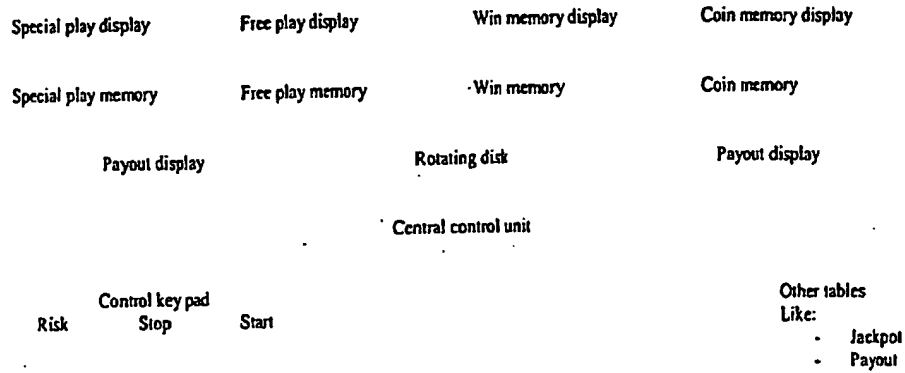 Special play display Free play display Win memory display Coin memory display
Special play memory Free play memory Win memory Coin memory
Payout display Rotating disk Payout display
Central control unit
Control key pad
Risk Stop Start
Other tables
Like:
- Jackpot
- Payout